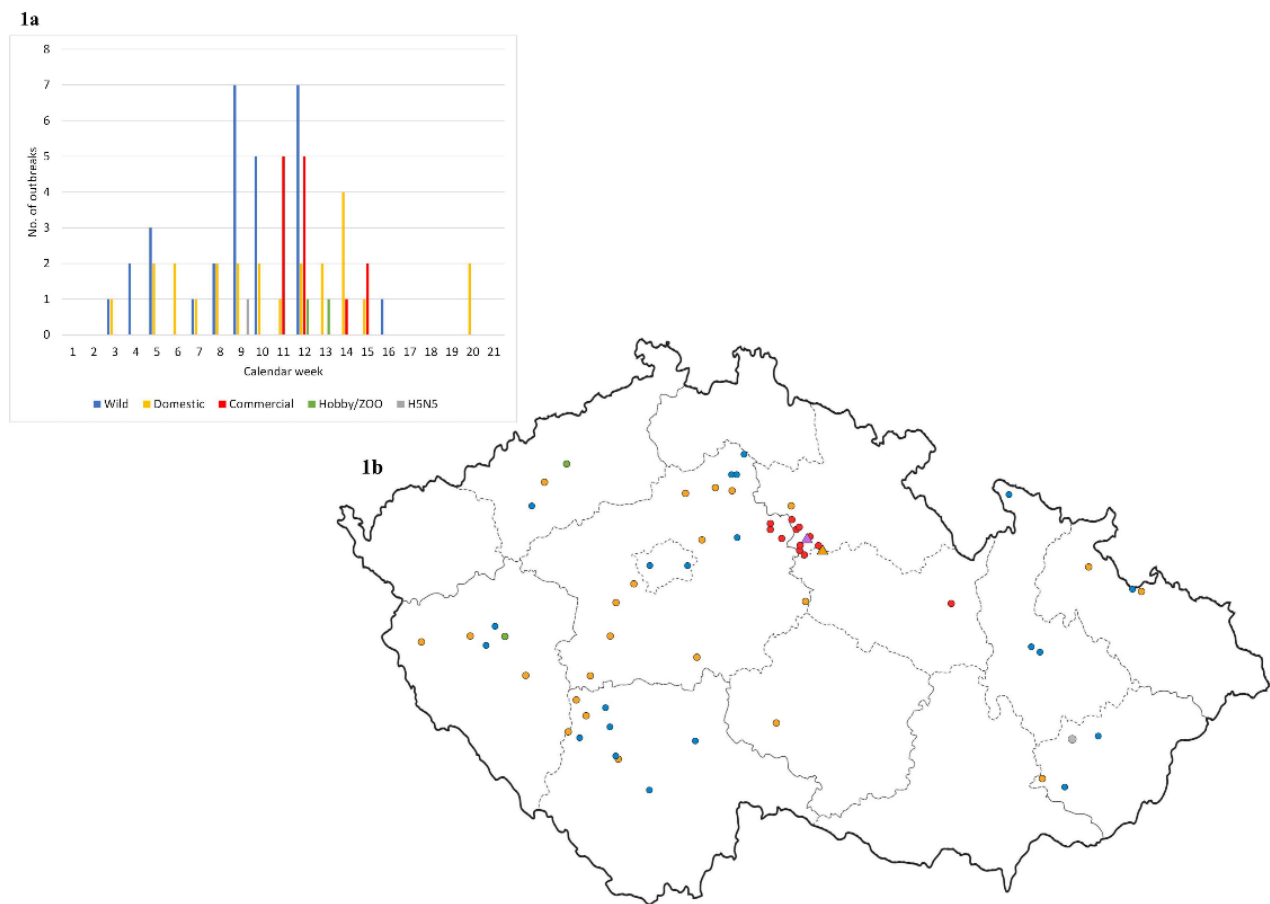 1a
8
7
6
5
4
3
2
1
0
No. of outbreaks
1 2 3 4 5 6 7 8 9 10 11 12 13 14 15 16 17 18 19 20 21
Calendar week
Wild Domestic Commercial Hobby/ZOO H5N5
1b